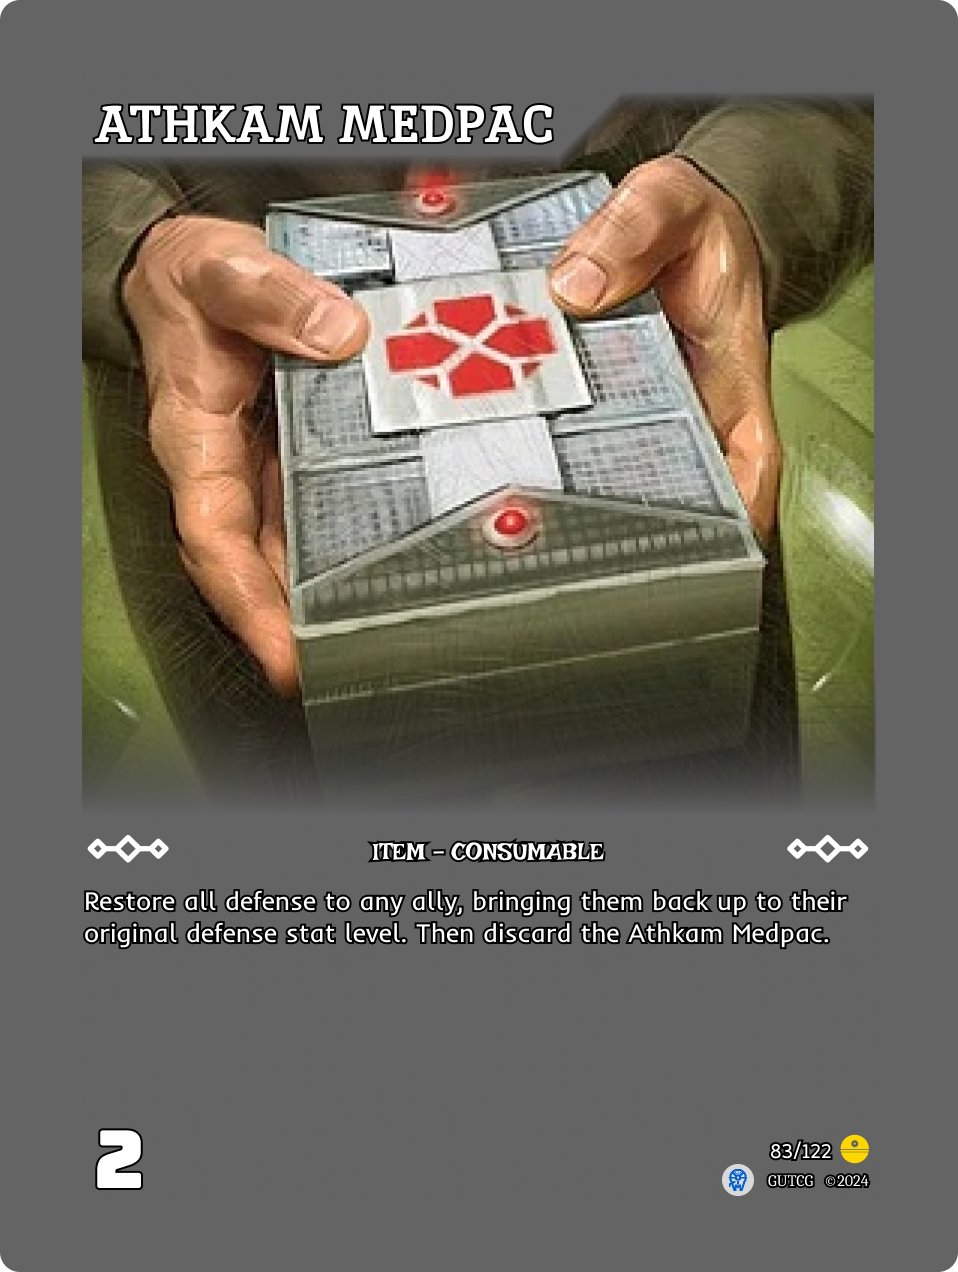 ATHKAM MEDPAC
ITEM – CONSUMABLE
Restore all defense to any ally, bringing them back up to their
original defense stat level. Then discard the Athkam Medpac.
2
83/122
GUTCG ©2024